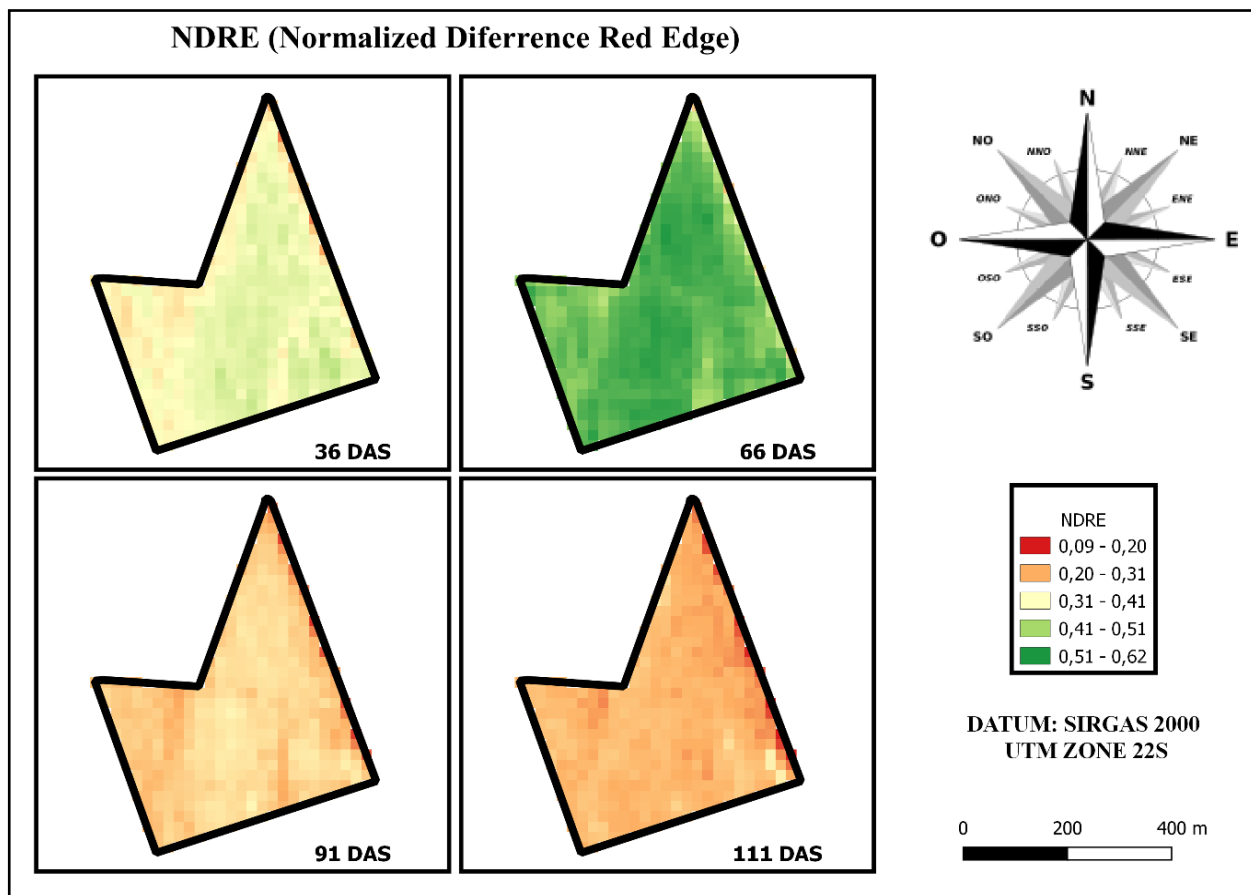 NDRE (Normalized Diferrence Red Edge)
36 DAS
66 DAS
91 DAS
111 DAS
N
NNO
NNE
NO
NE
ONO
ENE
O
E
OSO
ESE
SO
SE
SSO
SSE
S
NDRE
0,09 - 0,20
0,20 - 0,31
0,31 - 0,41
0,41 - 0,51
0,51 - 0,62
DATUM: SIRGAS 2000
UTM ZONE 22S
0 200 400 m